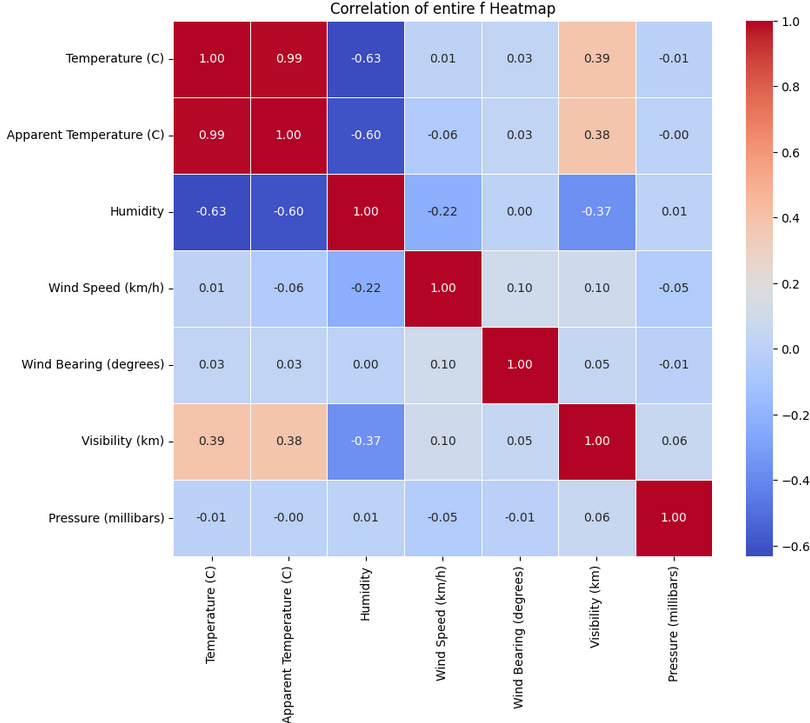 Correlation of entire f Heatmap
Temperature (C) 1.00 0.99 -0.63 0.01 0.03 0.39 -0.01
Apparent Temperature (C) 0.99 1.00 -0.60 -0.06 0.03 0.38 -0.00
Humidity -0.63 -0.60 1.00 -0.22 0.00 -0.37 0.01
Wind Speed (km/h) 0.01 -0.06 -0.22 1.00 0.10 0.10 -0.05
Wind Bearing (degrees) 0.03 0.03 0.00 0.10 1.00 0.05 -0.01
Visibility (km) 0.39 0.38 -0.37 0.10 0.05 1.00 0.06
Pressure (millibars) -0.01 -0.00 0.01 -0.05 -0.01 0.06 1.00
Temperature (C)
Apparent Temperature (C)
Humidity
Wind Speed (km/h)
Wind Bearing (degrees)
Visibility (km)
Pressure (millibars)
1.0
0.8
0.6
0.4
0.2
0.0
−0.2
−0.4
−0.6